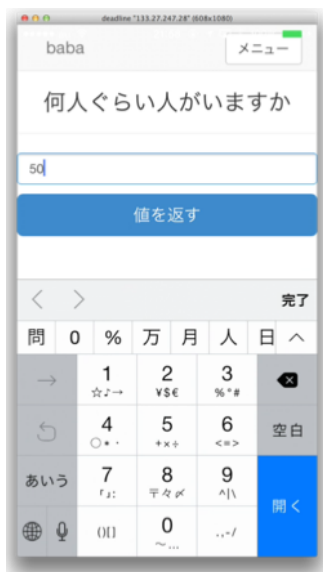 deadline "133.27.247.28" (608x1080)
baba メニュー
何人ぐらい人がいますか
50
値を返す
完了
問 0 % 万 月 人 日
→ 1 2 3
☆♪→ ¥$€ %°#
4 5 6 空白
○*・ +×÷ <=>
あいう 7 8 9
「」: 〒々〆 ^|\
開く
()[] 0 .,-/
~…